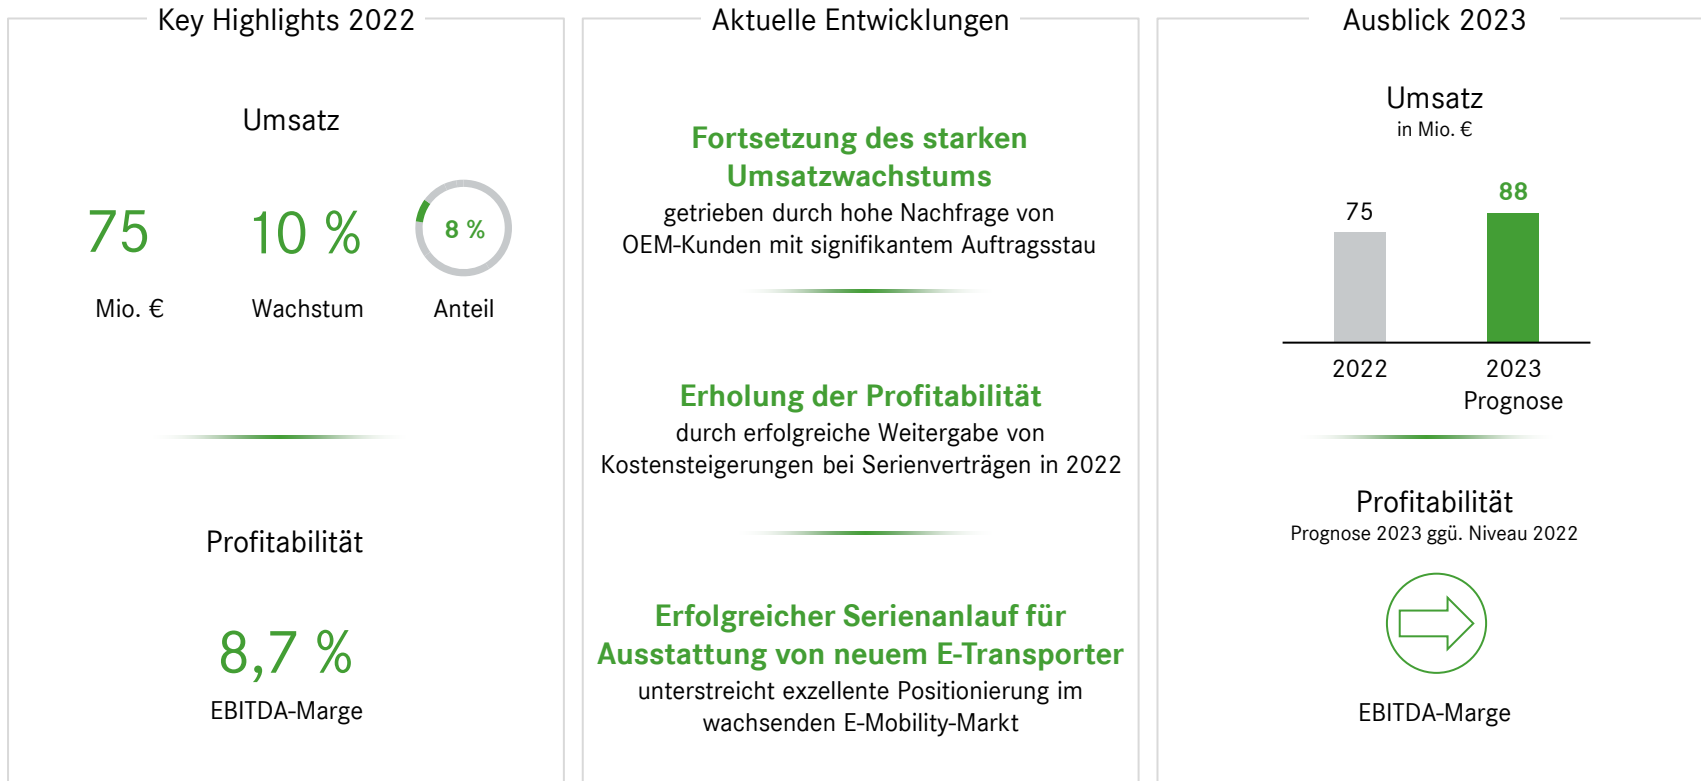 Key Highlights 2022
Umsatz
75
10 %
8 %
Mio. €
Wachstum
Anteil
Profitabilität
8,7 %
EBITDA-Marge
Aktuelle Entwicklungen
Fortsetzung des starken
Umsatzwachstums
getrieben durch hohe Nachfrage von
OEM-Kunden mit signifikantem Auftragsstau
Erholung der Profitabilität
durch erfolgreiche Weitergabe von
Kostensteigerungen bei Serienverträgen in 2022
Erfolgreicher Serienanlauf für
Ausstattung von neuem E-Transporter
unterstreicht exzellente Positionierung im
wachsenden E-Mobility-Markt
Ausblick 2023
Umsatz
in Mio. €
75
88
2022
2023
Prognose
Profitabilität
Prognose 2023 ggü. Niveau 2022
EBITDA-Marge